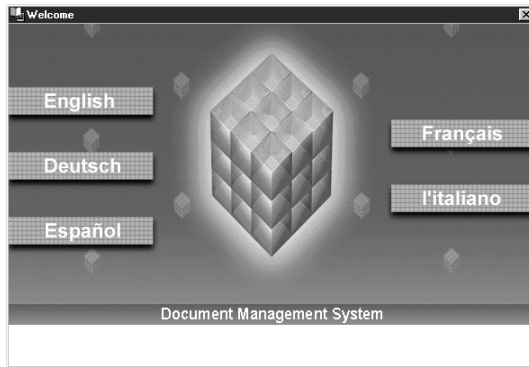 Welcome
English
Deutsch
Español
Français
l'italiano
Document Management System